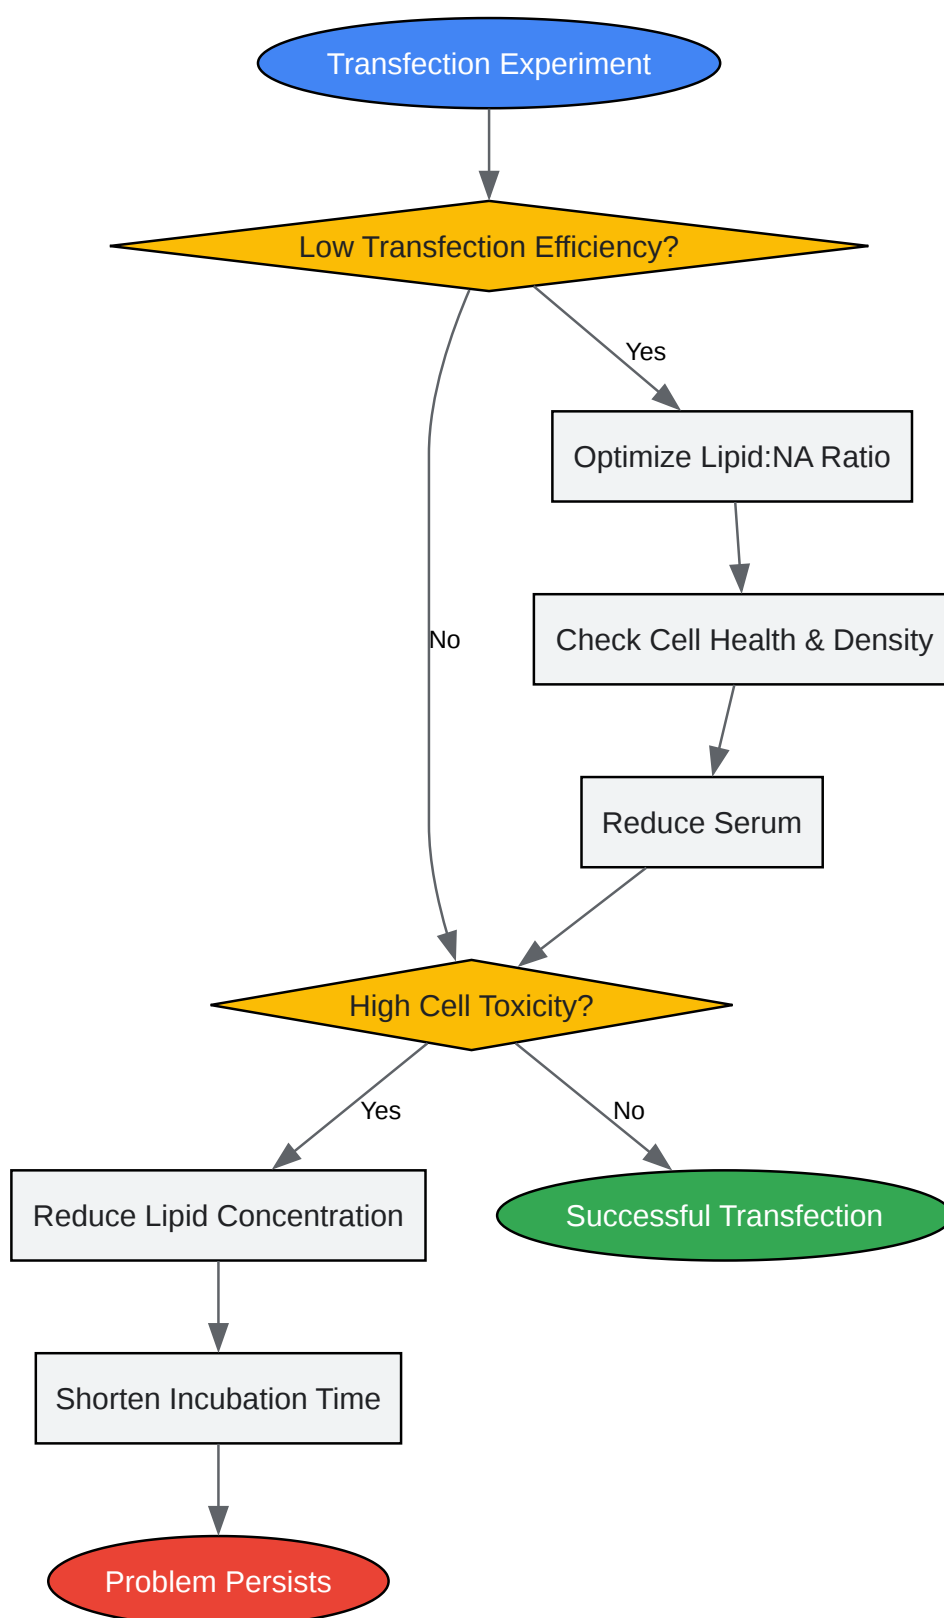 Transfection Experiment
Low Transfection Efficiency?
Yes
Optimize Lipid:NA Ratio
No
Check Cell Health & Density
Reduce Serum
High Cell Toxicity?
Yes
No
Reduce Lipid Concentration
Successful Transfection
Shorten Incubation Time
Problem Persists